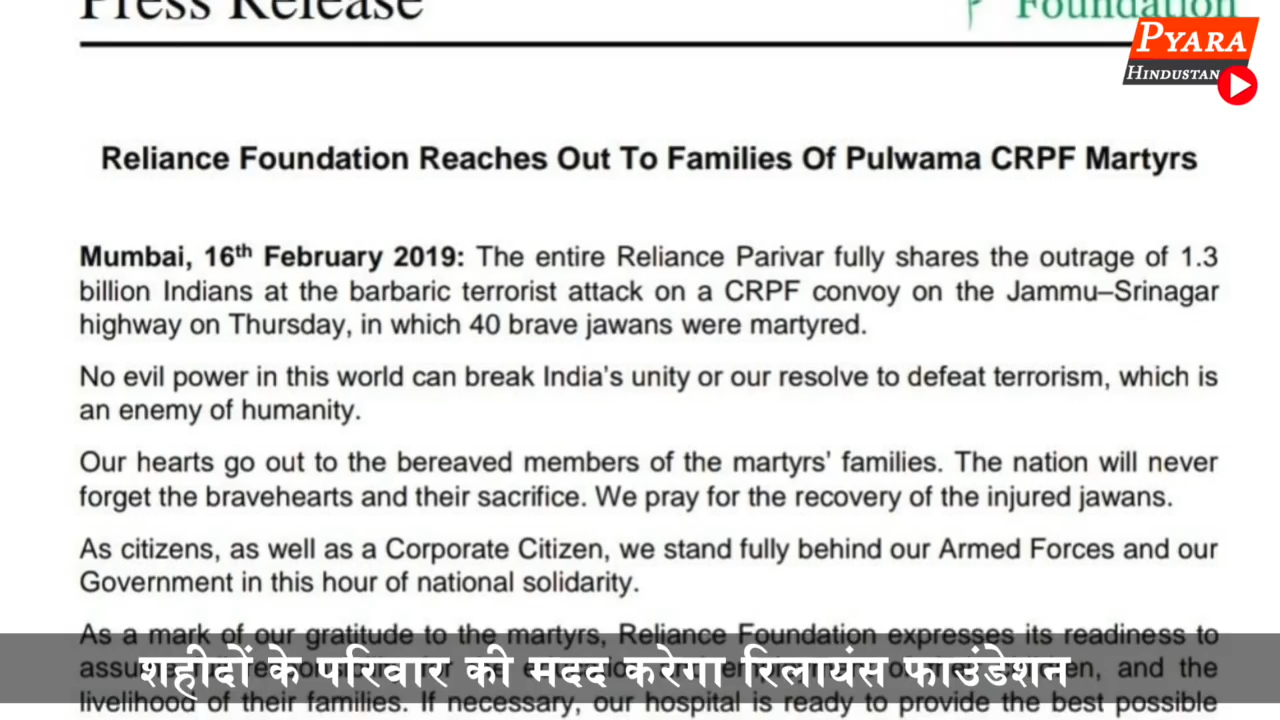 Press Release
Foundation
PYARA
HINDUSTAN
Reliance Foundation Reaches Out To Families Of Pulwama CRPF Martyrs
Mumbai, 16th February 2019: The entire Reliance Parivar fully shares the outrage of 1.3
billion Indians at the barbaric terrorist attack on a CRPF convoy on the Jammu–Srinagar
highway on Thursday, in which 40 brave jawans were martyred.
No evil power in this world can break India's unity or our resolve to defeat terrorism, which is
an enemy of humanity.
Our hearts go out to the bereaved members of the martyrs' families. The nation will never
forget the bravehearts and their sacrifice. We pray for the recovery of the injured jawans.
As citizens, as well as a Corporate Citizen, we stand fully behind our Armed Forces and our
Government in this hour of national solidarity.
As a mark of our gratitude to the martyrs, Reliance Foundation expresses its readiness to
and the
livelihood of their families. If necessary, our hospital is ready to provide the best possible
शहीदों के परिवार की मदद करेगा रिलायंस फाउंडेशन